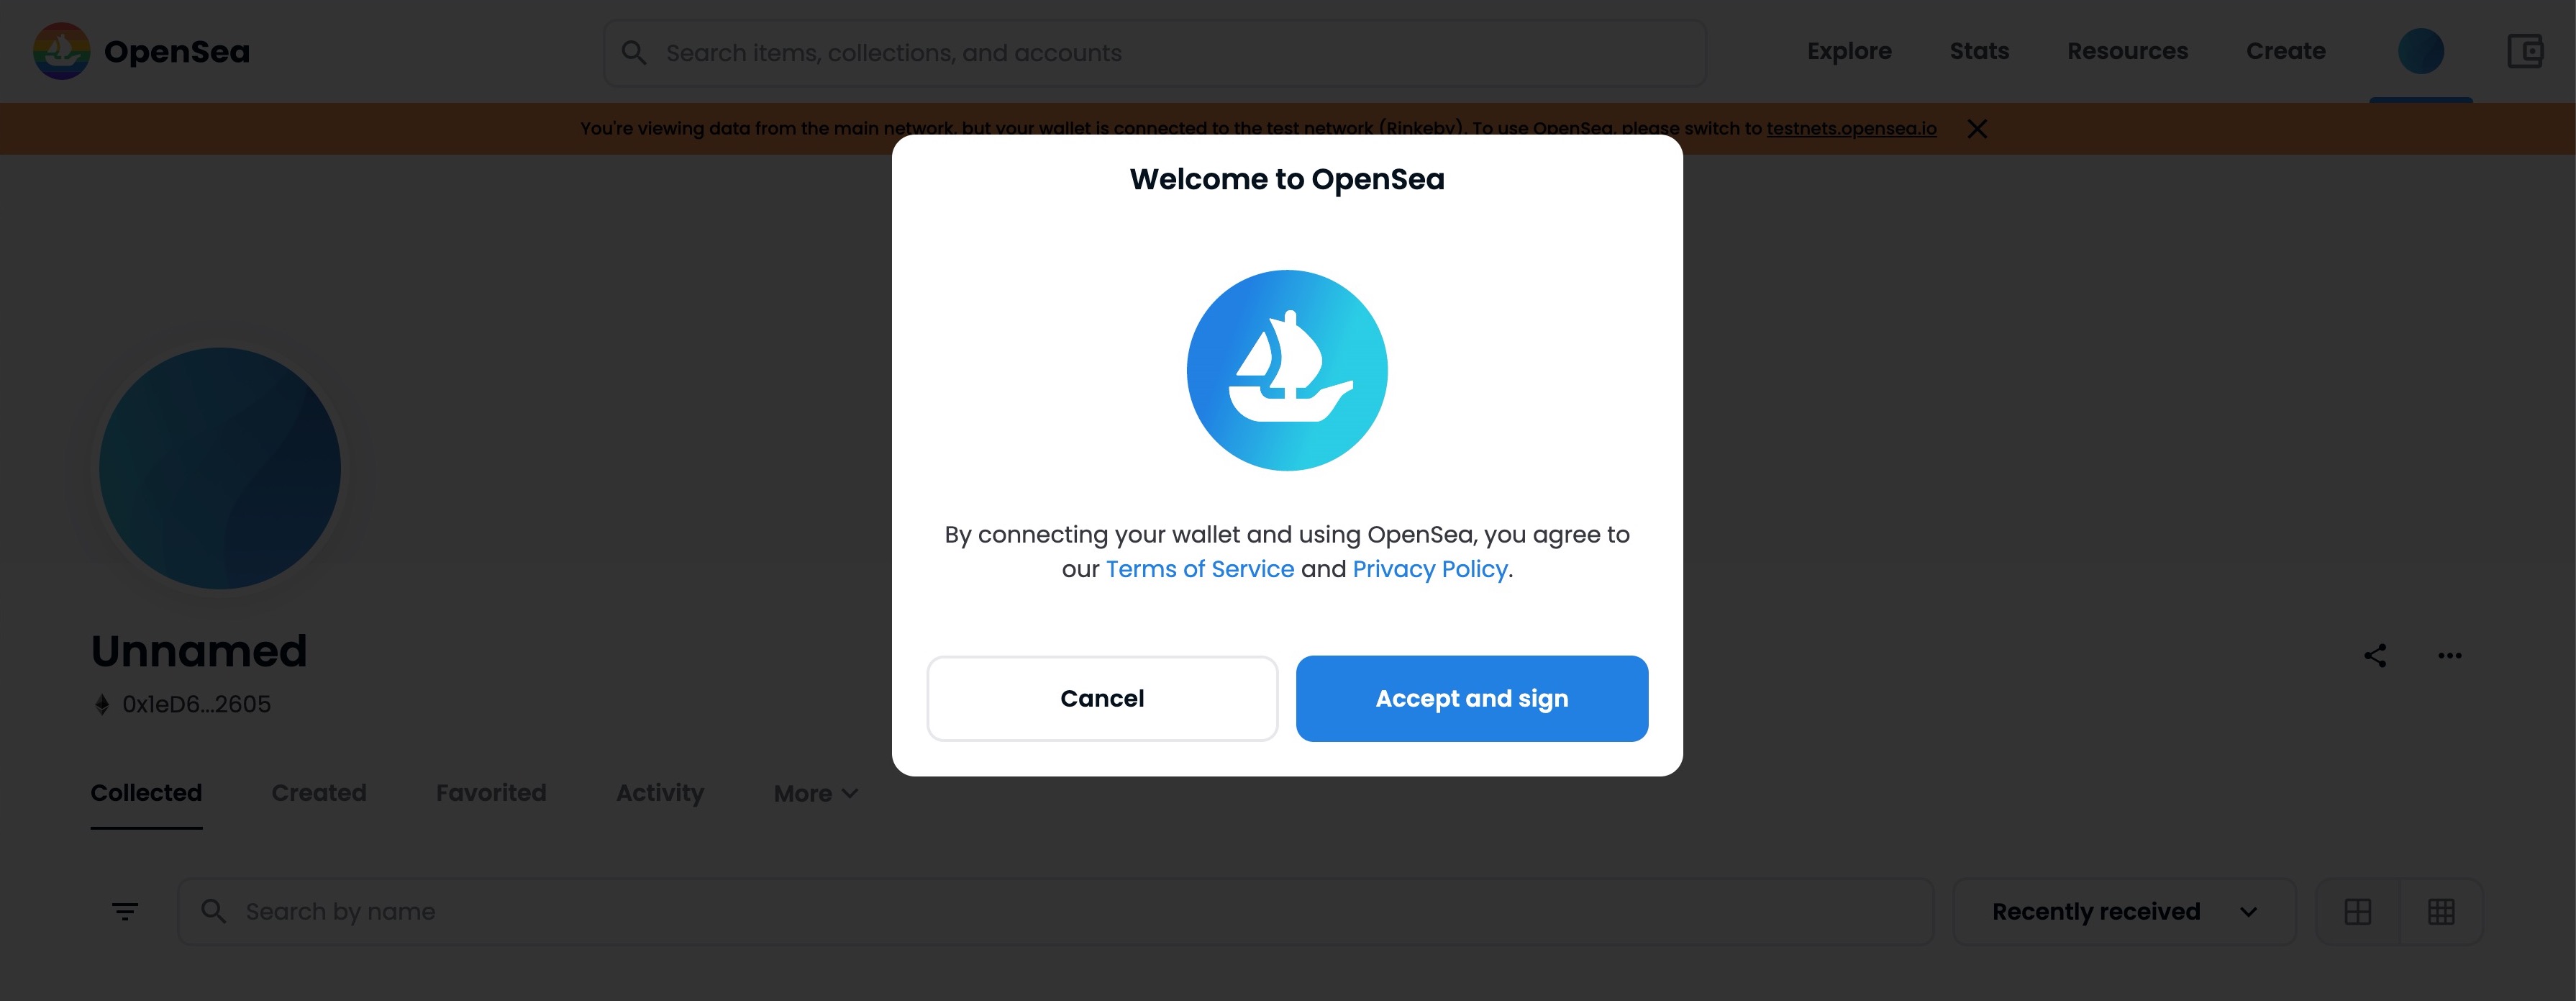 OpenSea
Search items, collections, and accounts
Explore
Stats
Resources
Create
You're viewing data from the main network, but your wallet is connected to the test network (Rinkeby). To use OpenSea, please switch to testnets.opensea.io
Welcome to OpenSea
By connecting your wallet and using OpenSea, you agree to
our Terms of Service and Privacy Policy.
Cancel
Accept and sign
Unnamed
0x1eD6...2605
Collected
Created
Favorited
Activity
More
Search by name
Recently received